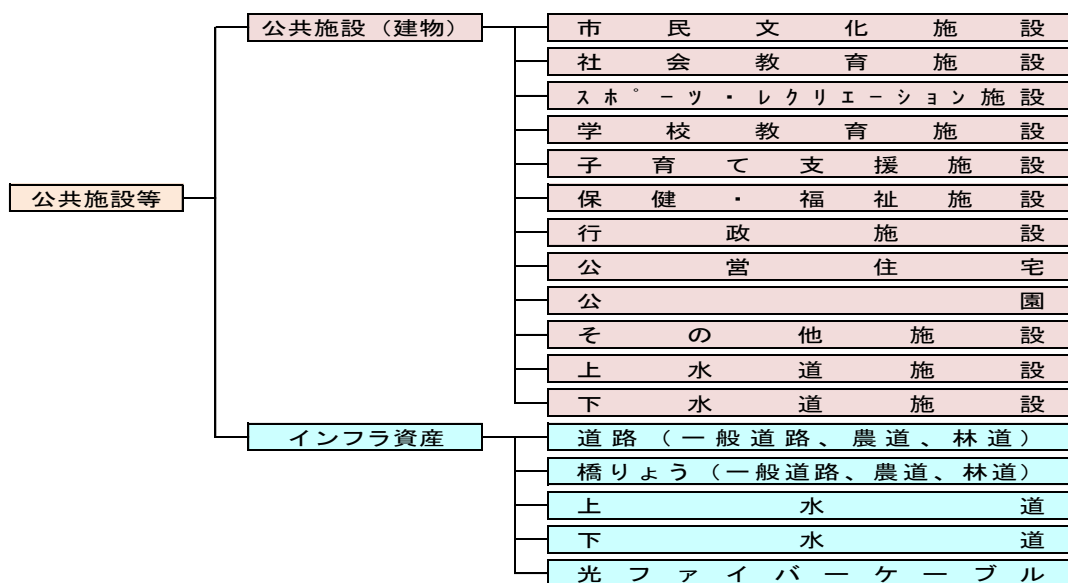 公共施設等
公共施設（建物）
市民文化施設
社会教育施設
スポーツ・レクリエーション施設
学校教育施設
子育て支援施設
保健・福祉施設
行政施設
公営住宅
公園
その他施設
上水道施設
下水道施設
インフラ資産
道路（一般道路、農道、林道）
橋りょう（一般道路、農道、林道）
上水道
下水道
光ファイバーケーブル